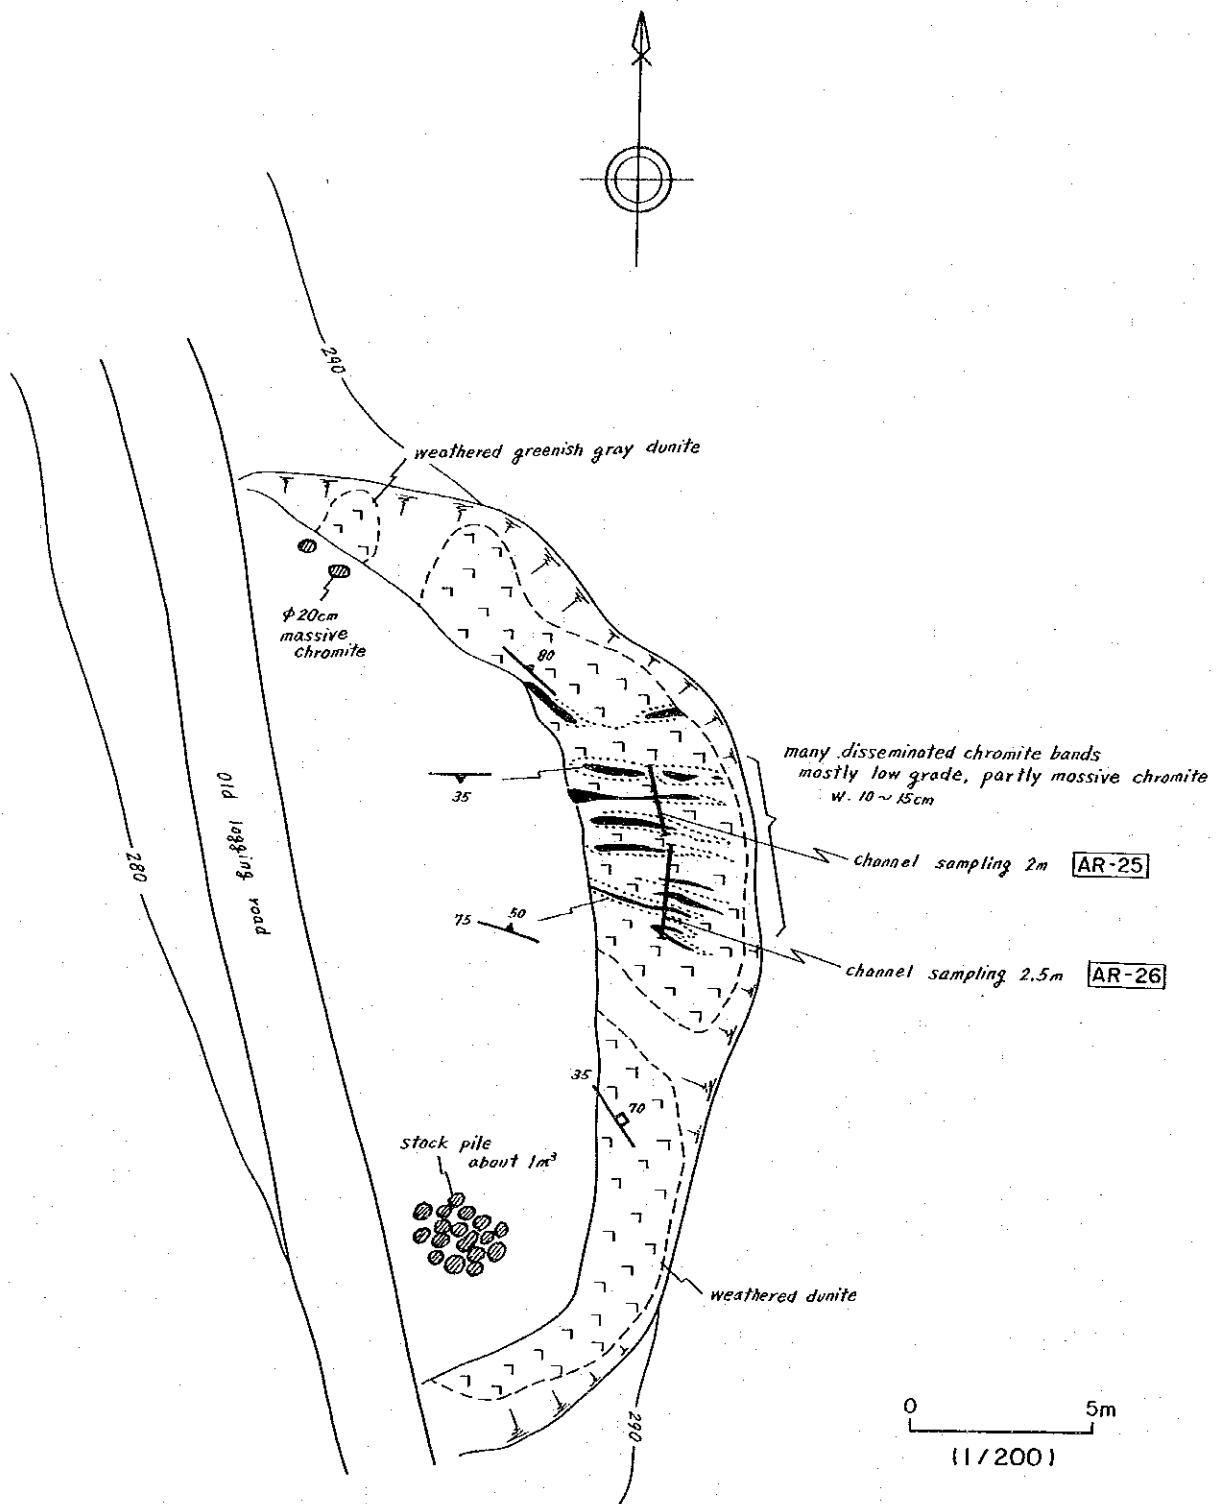 290
weathered greenish gray dunite
φ20cm
massive
chromite
80
many disseminated chromite bands
mostly low grade, partly massive chromite
w. 10~15cm
35
Old logging road
280
channel sampling 2m AR-25
75 50
channel sampling 2.5m AR-26
35
70
stock pile
about 1m³
weathered dunite
290
0 5m
(1/200)